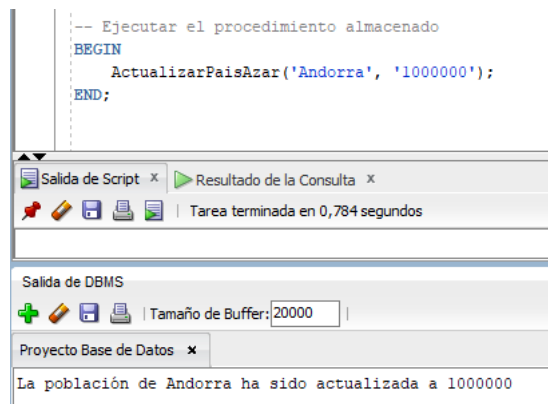 -- Ejecutar el procedimiento almacenado
BEGIN
ActualizarPaisAzar('Andorra', '1000000');
END;
Salida de Script x Resultado de la Consulta x
Tarea terminada en 0,784 segundos
Salida de DBMS
Tamaño de Buffer: 20000
Proyecto Base de Datos x
La población de Andorra ha sido actualizada a 1000000